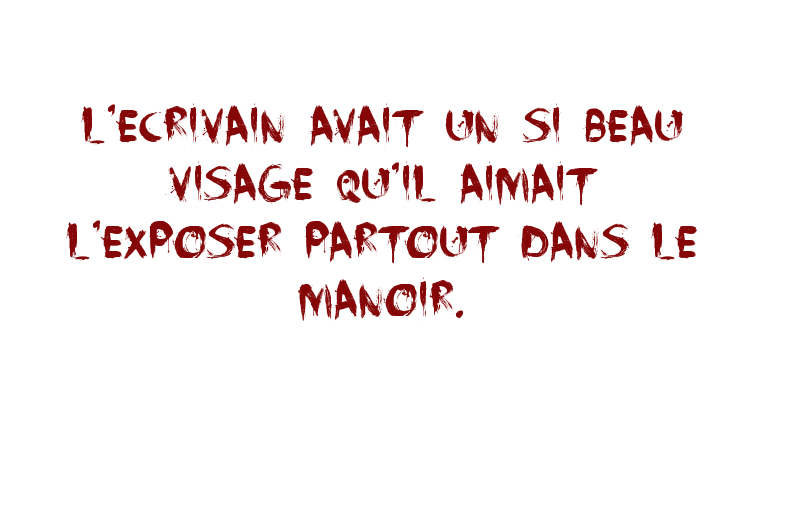 L'ECRIVAIN AVAIT UN SI BEAU
VISAGE QU'IL AIMAIT
L'EXPOSER PARTOUT DANS LE
MANOIR.